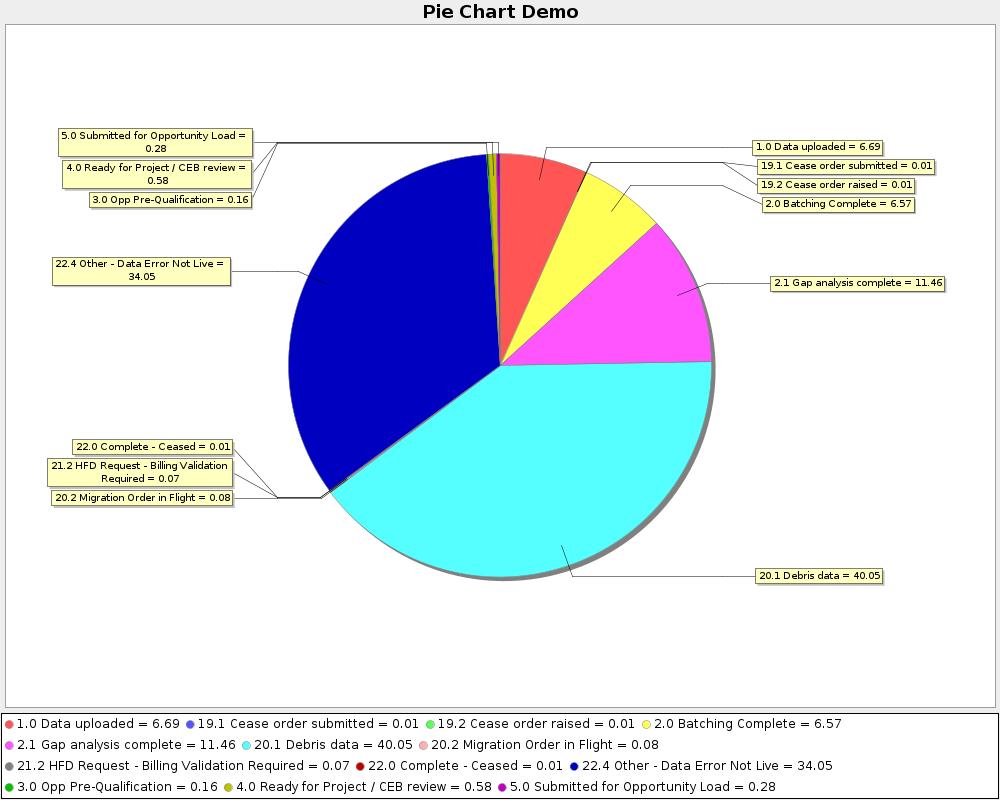 Pie Chart Demo
5.0 Submitted for Opportunity Load =
0.28
4.0 Ready for Project / CEB review =
0.58
3.0 Opp Pre-Qualification = 0.16
22.4 Other - Data Error Not Live =
34.05
22.0 Complete - Ceased = 0.01
21.2 HFD Request - Billing Validation
Required = 0.07
20.2 Migration Order in Flight = 0.08
1.0 Data uploaded = 6.69
19.1 Cease order submitted = 0.01
19.2 Cease order raised = 0.01
2.0 Batching Complete = 6.57
2.1 Gap analysis complete = 11.46
20.1 Debris data = 40.05
1.0 Data uploaded = 6.69 19.1 Cease order submitted = 0.01 19.2 Cease order raised = 0.01 2.0 Batching Complete = 6.57
2.1 Gap analysis complete = 11.46 20.1 Debris data = 40.05 20.2 Migration Order in Flight = 0.08
21.2 HFD Request - Billing Validation Required = 0.07 22.0 Complete - Ceased = 0.01 22.4 Other - Data Error Not Live = 34.05
3.0 Opp Pre-Qualification = 0.16 4.0 Ready for Project / CEB review = 0.58 5.0 Submitted for Opportunity Load = 0.28